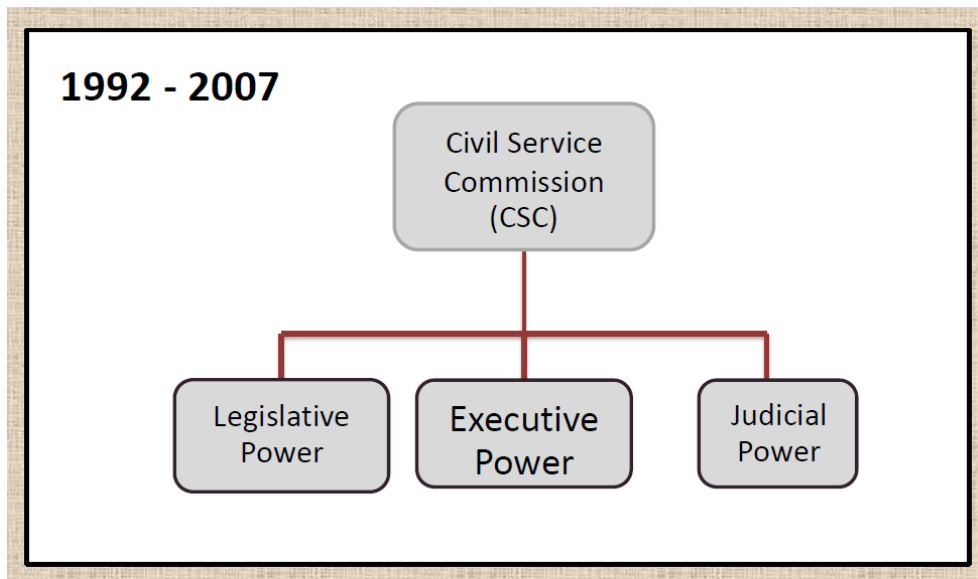 1992 - 2007
Civil Service
Commission
(CSC)
Legislative
Power
Executive
Power
Judicial
Power